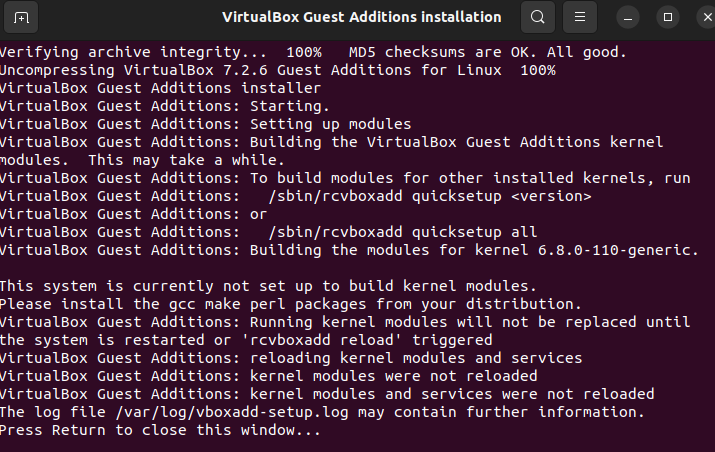 VirtualBox Guest Additions installation
Verifying archive integrity...  100%   MD5 checksums are OK. All good.
Uncompressing VirtualBox 7.2.6 Guest Additions for Linux  100%
VirtualBox Guest Additions installer
VirtualBox Guest Additions: Starting.
VirtualBox Guest Additions: Setting up modules
VirtualBox Guest Additions: Building the VirtualBox Guest Additions kernel
modules.  This may take a while.
VirtualBox Guest Additions: To build modules for other installed kernels, run
VirtualBox Guest Additions:   /sbin/rcvboxadd quicksetup <version>
VirtualBox Guest Additions: or
VirtualBox Guest Additions:   /sbin/rcvboxadd quicksetup all
VirtualBox Guest Additions: Building the modules for kernel 6.8.0-110-generic.
This system is currently not set up to build kernel modules.
Please install the gcc make perl packages from your distribution.
VirtualBox Guest Additions: Running kernel modules will not be replaced until
the system is restarted or 'rcvboxadd reload' triggered
VirtualBox Guest Additions: reloading kernel modules and services
VirtualBox Guest Additions: kernel modules were not reloaded
VirtualBox Guest Additions: kernel modules and services were not reloaded
The log file /var/log/vboxadd-setup.log may contain further information.
Press Return to close this window...